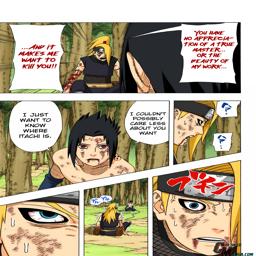 YOU HAVE
NO APPRECIA-
TION OF A TRUE
MASTER...
OR THE
BEAUTY OF
MY WORK...
...AND IT
MAKES ME
WANT TO
KILL YOU!!
?
?
I COULDN'T
POSSIBLY
CARE LESS
ABOUT YOU
I JUST
WANT TO
KNOW
WHERE
ITACHI IS.